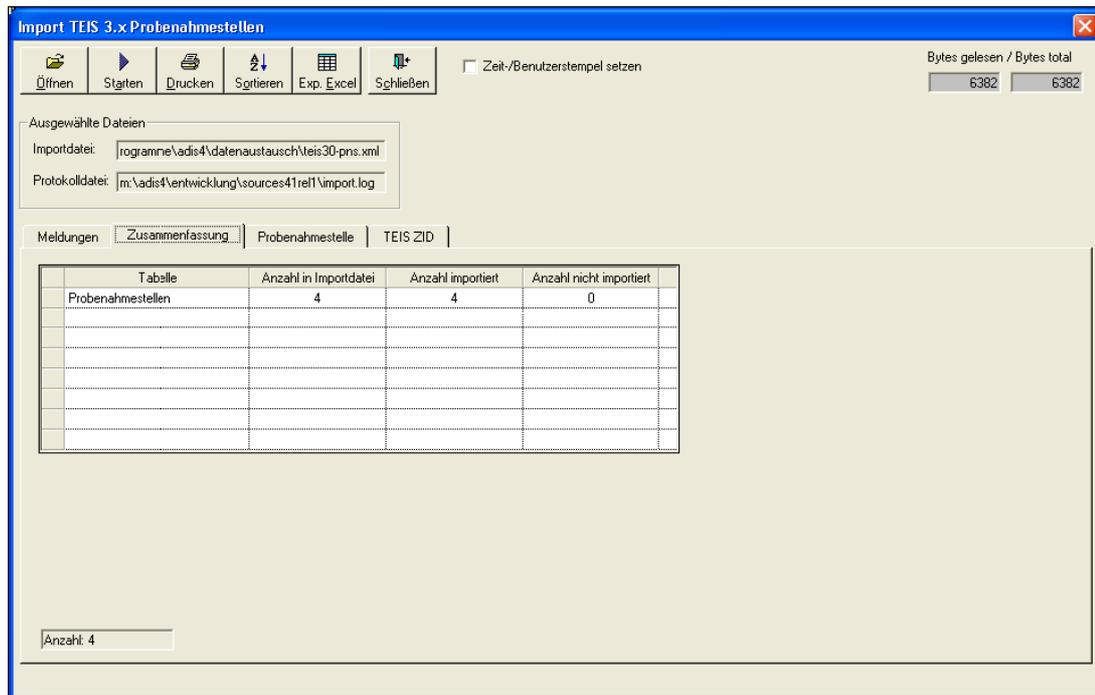 Import TEIS 3.x Probenahmestellen
Öffnen Starten Drucken Sortieren Exp. Excel Schließen
Zeit-/Benutzerstempel setzen
Bytes gelesen / Bytes total
6382 6382
Ausgewählte Dateien
Importdatei: rogramme\adis4\datenaustausch\teis30-pns.xml
Protokolldatei: m:\adis4\entwicklung\sources41rel1\import.log
Meldungen Zusammenfassung Probenahmestelle TEIS ZID
Tabelle Anzahl in Importdatei Anzahl importiert Anzahl nicht importiert
Probenahmestellen 4 4 0
Anzahl: 4